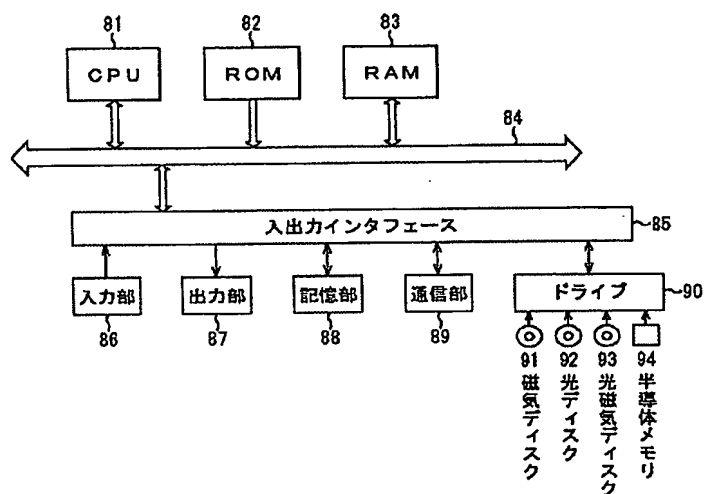 81
82
83
CPU
ROM
RAM
84
入出力インタフェース
85
入力部
出力部
記憶部
通信部
ドライブ
90
86
87
88
89
91
92
93
94
磁気ディスク
光ディスク
光磁気ディスク
半導体メモリ